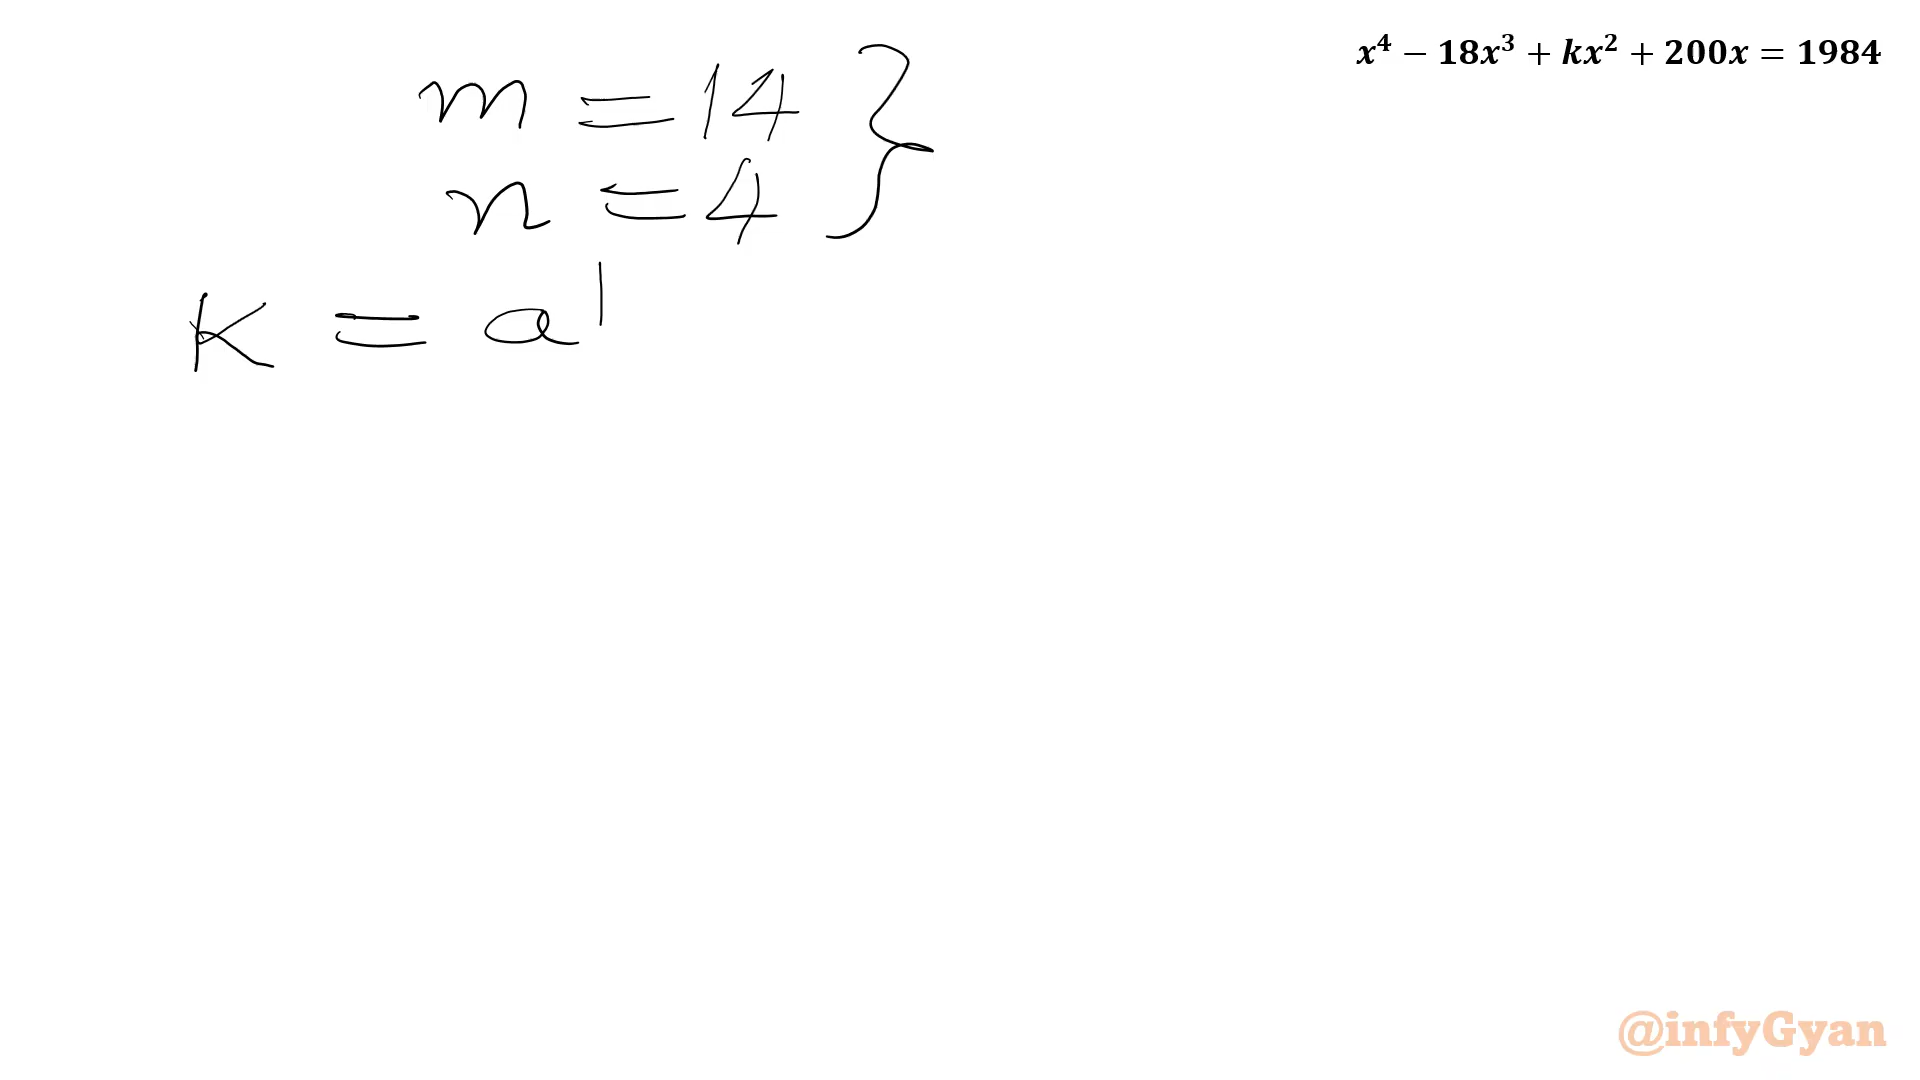 x⁴ − 18x³ + kx² + 200x = 1984
m = 14
n = 4
K = a
@infyGyan